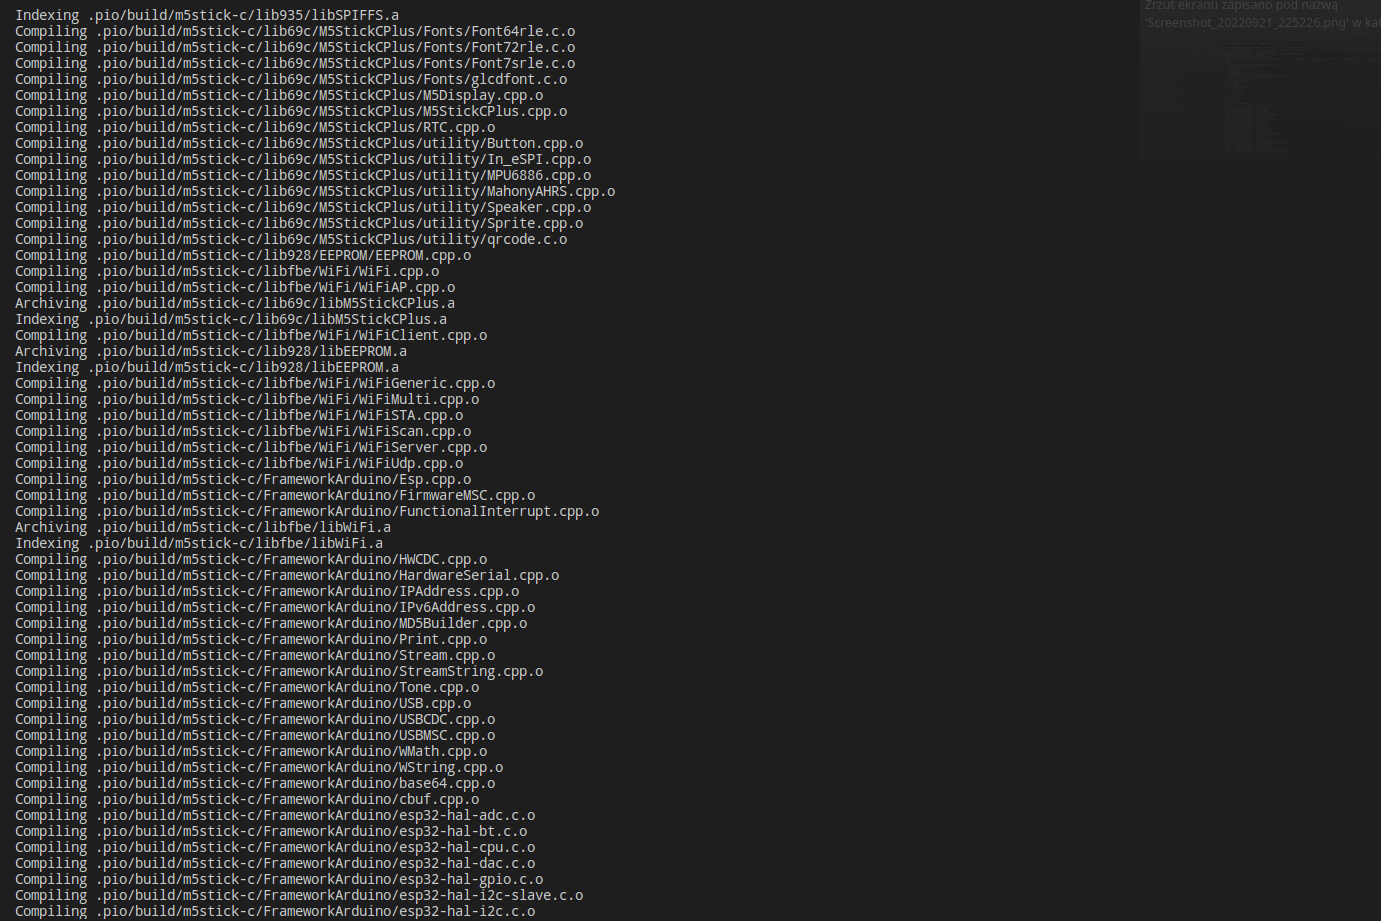 Indexing .pio/build/m5stick-c/lib935/libSPIFFS.a
Compiling .pio/build/m5stick-c/lib69c/M5StickCPlus/Fonts/Font64rle.c.o
Compiling .pio/build/m5stick-c/lib69c/M5StickCPlus/Fonts/Font72rle.c.o
Compiling .pio/build/m5stick-c/lib69c/M5StickCPlus/Fonts/Font7srle.c.o
Compiling .pio/build/m5stick-c/lib69c/M5StickCPlus/Fonts/glcdfont.c.o
Compiling .pio/build/m5stick-c/lib69c/M5StickCPlus/M5Display.cpp.o
Compiling .pio/build/m5stick-c/lib69c/M5StickCPlus/M5StickCPlus.cpp.o
Compiling .pio/build/m5stick-c/lib69c/M5StickCPlus/RTC.cpp.o
Compiling .pio/build/m5stick-c/lib69c/M5StickCPlus/utility/Button.cpp.o
Compiling .pio/build/m5stick-c/lib69c/M5StickCPlus/utility/In_eSPI.cpp.o
Compiling .pio/build/m5stick-c/lib69c/M5StickCPlus/utility/MPU6886.cpp.o
Compiling .pio/build/m5stick-c/lib69c/M5StickCPlus/utility/MahonyAHRS.cpp.o
Compiling .pio/build/m5stick-c/lib69c/M5StickCPlus/utility/Speaker.cpp.o
Compiling .pio/build/m5stick-c/lib69c/M5StickCPlus/utility/Sprite.cpp.o
Compiling .pio/build/m5stick-c/lib69c/M5StickCPlus/utility/qrcode.c.o
Compiling .pio/build/m5stick-c/lib928/EEPROM/EEPROM.cpp.o
Compiling .pio/build/m5stick-c/libfbe/WiFi/WiFi.cpp.o
Compiling .pio/build/m5stick-c/libfbe/WiFi/WiFiAP.cpp.o
Archiving .pio/build/m5stick-c/lib69c/libM5StickCPlus.a
Indexing .pio/build/m5stick-c/lib69c/libM5StickCPlus.a
Compiling .pio/build/m5stick-c/libfbe/WiFi/WiFiClient.cpp.o
Archiving .pio/build/m5stick-c/lib928/libEEPROM.a
Indexing .pio/build/m5stick-c/lib928/libEEPROM.a
Compiling .pio/build/m5stick-c/libfbe/WiFi/WiFiGeneric.cpp.o
Compiling .pio/build/m5stick-c/libfbe/WiFi/WiFiMulti.cpp.o
Compiling .pio/build/m5stick-c/libfbe/WiFi/WiFiSTA.cpp.o
Compiling .pio/build/m5stick-c/libfbe/WiFi/WiFiScan.cpp.o
Compiling .pio/build/m5stick-c/libfbe/WiFi/WiFiServer.cpp.o
Compiling .pio/build/m5stick-c/libfbe/WiFi/WiFiUdp.cpp.o
Compiling .pio/build/m5stick-c/FrameworkArduino/Esp.cpp.o
Compiling .pio/build/m5stick-c/FrameworkArduino/FirmwareMSC.cpp.o
Compiling .pio/build/m5stick-c/FrameworkArduino/FunctionalInterrupt.cpp.o
Archiving .pio/build/m5stick-c/libfbe/libWiFi.a
Indexing .pio/build/m5stick-c/libfbe/libWiFi.a
Compiling .pio/build/m5stick-c/FrameworkArduino/HWCDC.cpp.o
Compiling .pio/build/m5stick-c/FrameworkArduino/HardwareSerial.cpp.o
Compiling .pio/build/m5stick-c/FrameworkArduino/IPAddress.cpp.o
Compiling .pio/build/m5stick-c/FrameworkArduino/IPv6Address.cpp.o
Compiling .pio/build/m5stick-c/FrameworkArduino/MD5Builder.cpp.o
Compiling .pio/build/m5stick-c/FrameworkArduino/Print.cpp.o
Compiling .pio/build/m5stick-c/FrameworkArduino/Stream.cpp.o
Compiling .pio/build/m5stick-c/FrameworkArduino/StreamString.cpp.o
Compiling .pio/build/m5stick-c/FrameworkArduino/Tone.cpp.o
Compiling .pio/build/m5stick-c/FrameworkArduino/USB.cpp.o
Compiling .pio/build/m5stick-c/FrameworkArduino/USBCDC.cpp.o
Compiling .pio/build/m5stick-c/FrameworkArduino/USBMSC.cpp.o
Compiling .pio/build/m5stick-c/FrameworkArduino/WMath.cpp.o
Compiling .pio/build/m5stick-c/FrameworkArduino/WString.cpp.o
Compiling .pio/build/m5stick-c/FrameworkArduino/base64.cpp.o
Compiling .pio/build/m5stick-c/FrameworkArduino/cbuf.cpp.o
Compiling .pio/build/m5stick-c/FrameworkArduino/esp32-hal-adc.c.o
Compiling .pio/build/m5stick-c/FrameworkArduino/esp32-hal-bt.c.o
Compiling .pio/build/m5stick-c/FrameworkArduino/esp32-hal-cpu.c.o
Compiling .pio/build/m5stick-c/FrameworkArduino/esp32-hal-dac.c.o
Compiling .pio/build/m5stick-c/FrameworkArduino/esp32-hal-gpio.c.o
Compiling .pio/build/m5stick-c/FrameworkArduino/esp32-hal-i2c-slave.c.o
Compiling .pio/build/m5stick-c/FrameworkArduino/esp32-hal-i2c.c.o
Zrzut ekranu zapisano pod nazwą
'Screenshot_20220921_225226.png' w kat